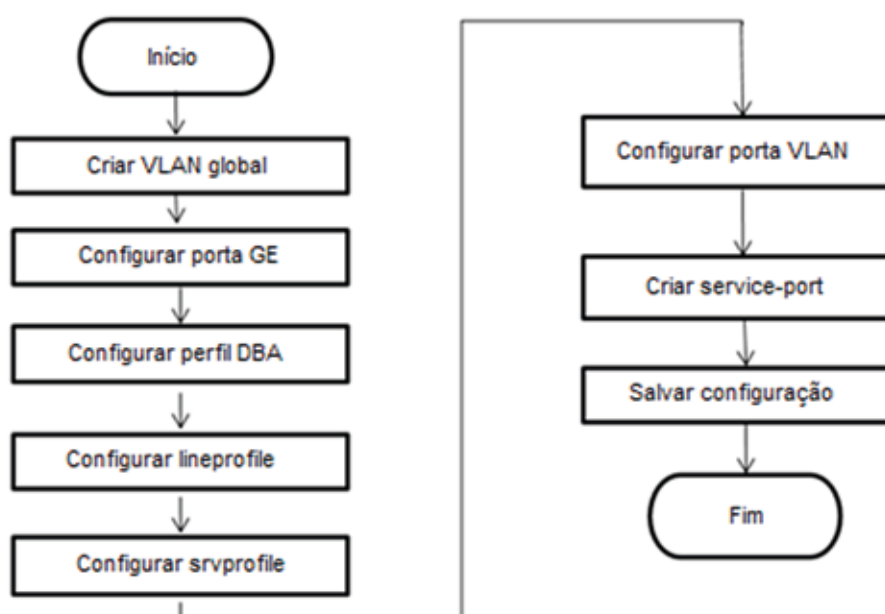 Início
Criar VLAN global
Configurar porta GE
Configurar perfil DBA
Configurar lineprofile
Configurar srvprofile
Configurar porta VLAN
Criar service-port
Salvar configuração
Fim